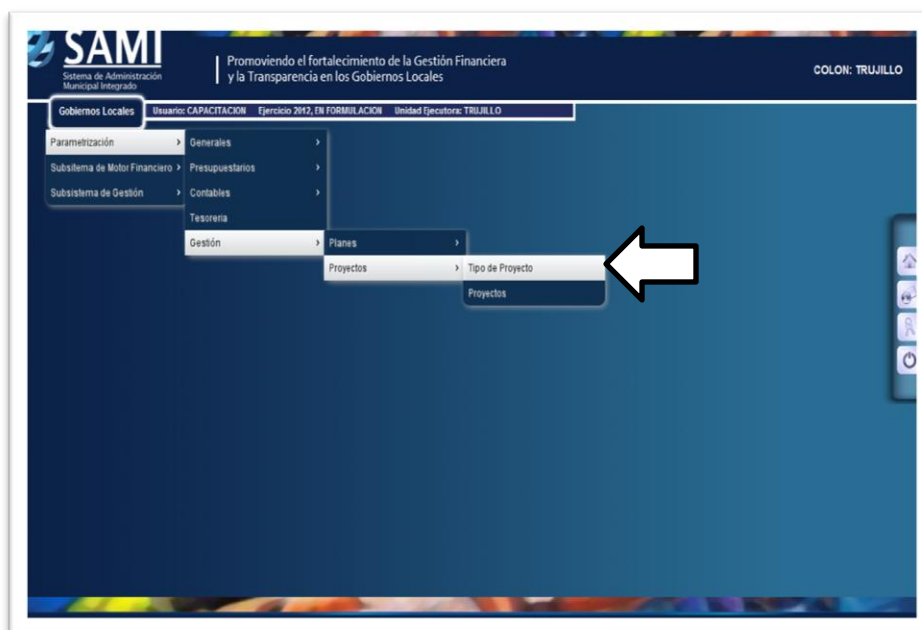 SAMI
Sistema de Administración
Municipal Integrado
Promoviendo el fortalecimiento de la Gestión Financiera
y la Transparencia en los Gobiernos Locales
COLON: TRUJILLO
Gobiernos Locales
Usuario: CAPACITACION Ejercicio 2012, EN FORMULACION Unidad Ejecutora: TRUJILLO
Parametrización
Subsitema de Motor Financiero
Subsistema de Gestión
Generales
Presupuestarios
Contables
Tesoreria
Gestión
Planes
Proyectos
Tipo de Proyecto
Proyectos